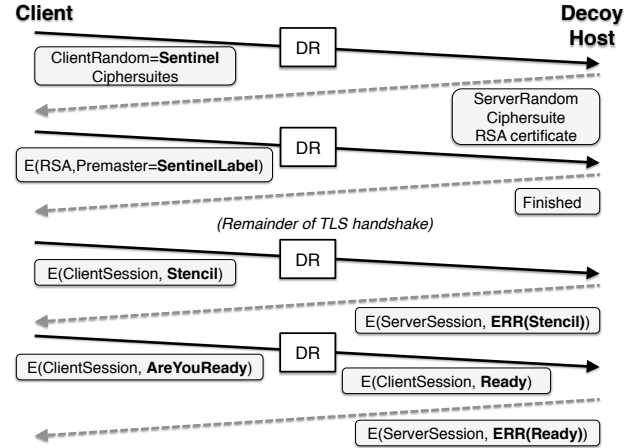 Client
Decoy
Host
DR
ClientRandom=Sentinel
Ciphersuites
ServerRandom
Ciphersuite
RSA certificate
DR
E(RSA,Premaster=SentinelLabel)
Finished
(Remainder of TLS handshake)
DR
E(ClientSession, Stencil)
E(ServerSession, ERR(Stencil))
DR
E(ClientSession, AreYouReady)
E(ClientSession, Ready)
E(ServerSession, ERR(Ready))